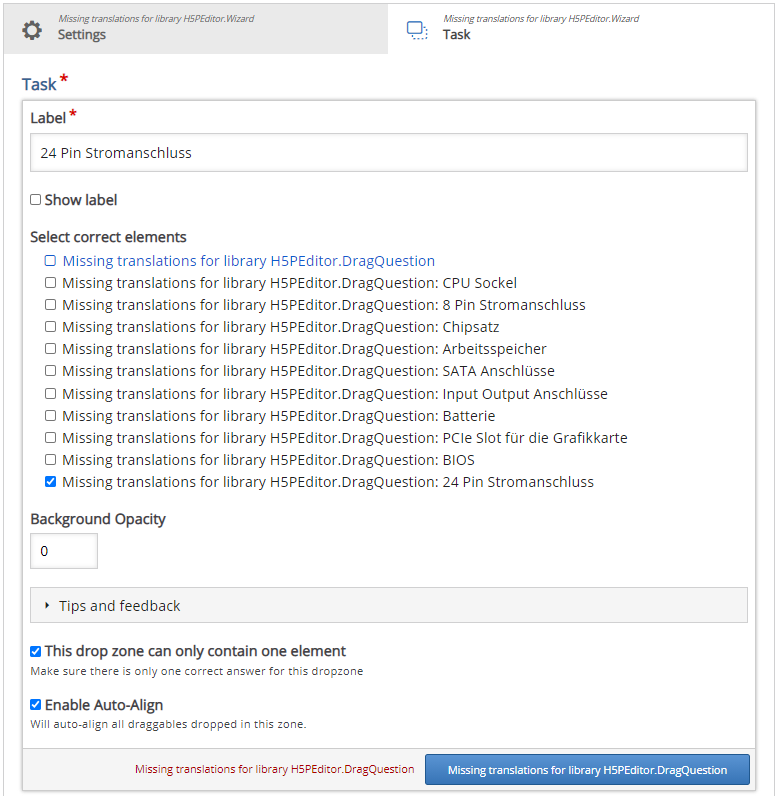 Missing translations for library H5PEditor.Wizard
Settings
Missing translations for library H5PEditor.Wizard
Task
Task *
Label *
24 Pin Stromanschluss
Show label
Select correct elements
Missing translations for library H5PEditor.DragQuestion
Missing translations for library H5PEditor.DragQuestion: CPU Sockel
Missing translations for library H5PEditor.DragQuestion: 8 Pin Stromanschluss
Missing translations for library H5PEditor.DragQuestion: Chipsatz
Missing translations for library H5PEditor.DragQuestion: Arbeitsspeicher
Missing translations for library H5PEditor.DragQuestion: SATA Anschlüsse
Missing translations for library H5PEditor.DragQuestion: Input Output Anschlüsse
Missing translations for library H5PEditor.DragQuestion: Batterie
Missing translations for library H5PEditor.DragQuestion: PCIe Slot für die Grafikkarte
Missing translations for library H5PEditor.DragQuestion: BIOS
Missing translations for library H5PEditor.DragQuestion: 24 Pin Stromanschluss
Background Opacity
0
Tips and feedback
This drop zone can only contain one element
Make sure there is only one correct answer for this dropzone
Enable Auto-Align
Will auto-align all draggables dropped in this zone.
Missing translations for library H5PEditor.DragQuestion
Missing translations for library H5PEditor.DragQuestion